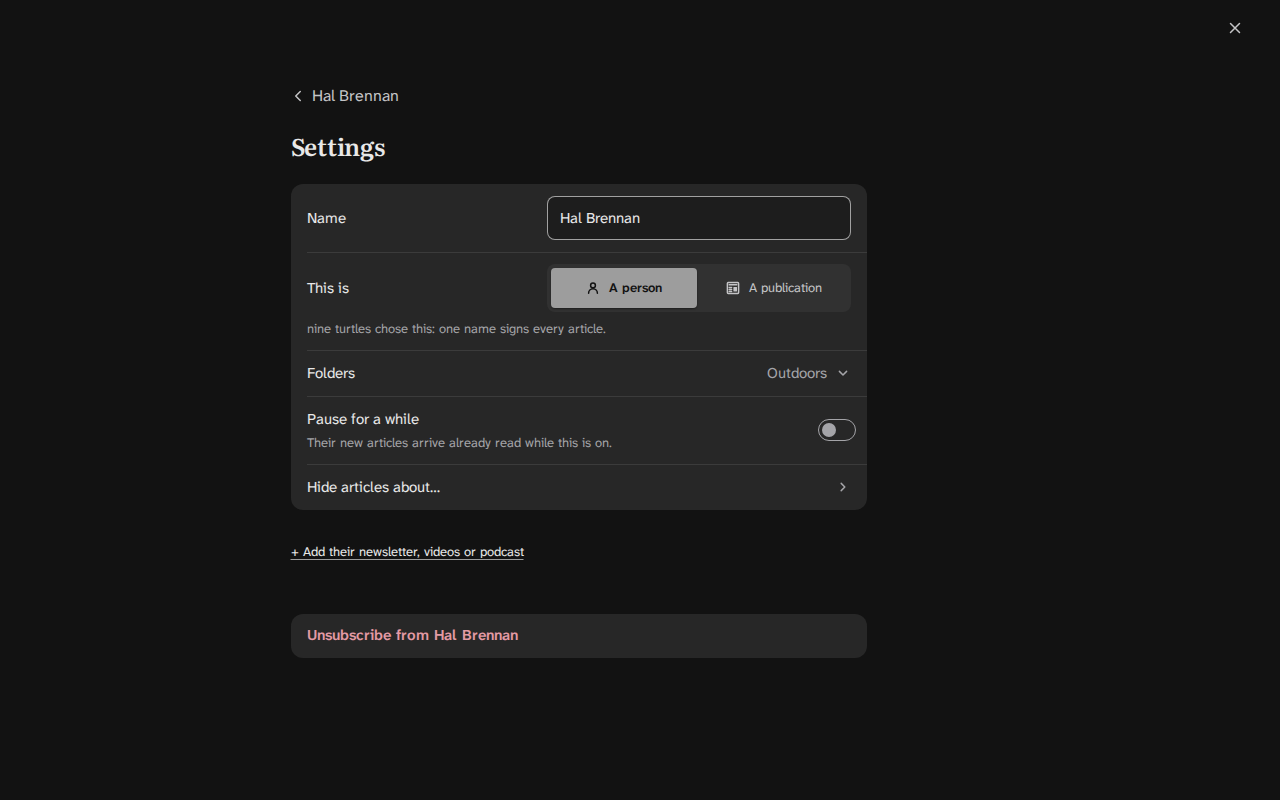 Hal Brennan
Settings
Name
Hal Brennan
This is
A person
A publication
nine turtles chose this: one name signs every article.
Folders
Outdoors
Pause for a while
Their new articles arrive already read while this is on.
Hide articles about...
+ Add their newsletter, videos or podcast
Unsubscribe from Hal Brennan